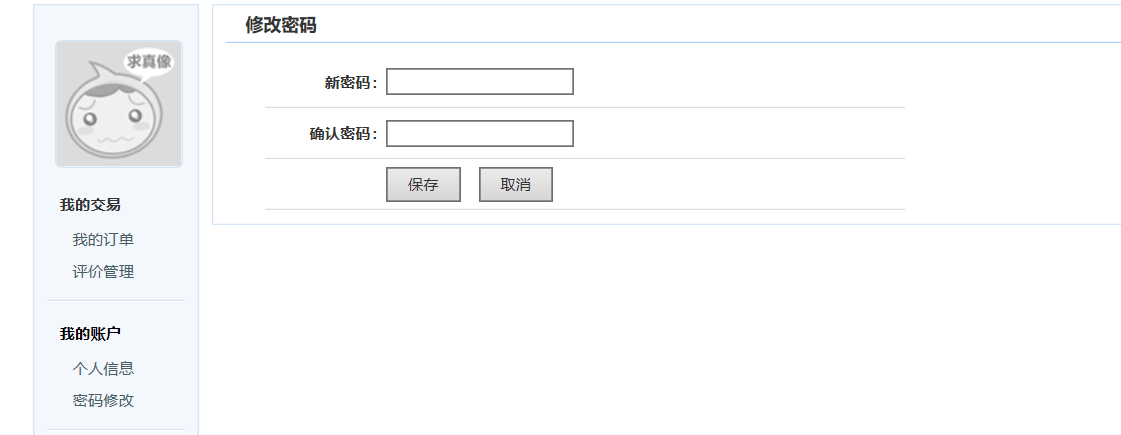 求真像
我的交易
我的订单
评价管理
我的账户
个人信息
密码修改
修改密码
新密码：
确认密码：
保存 取消